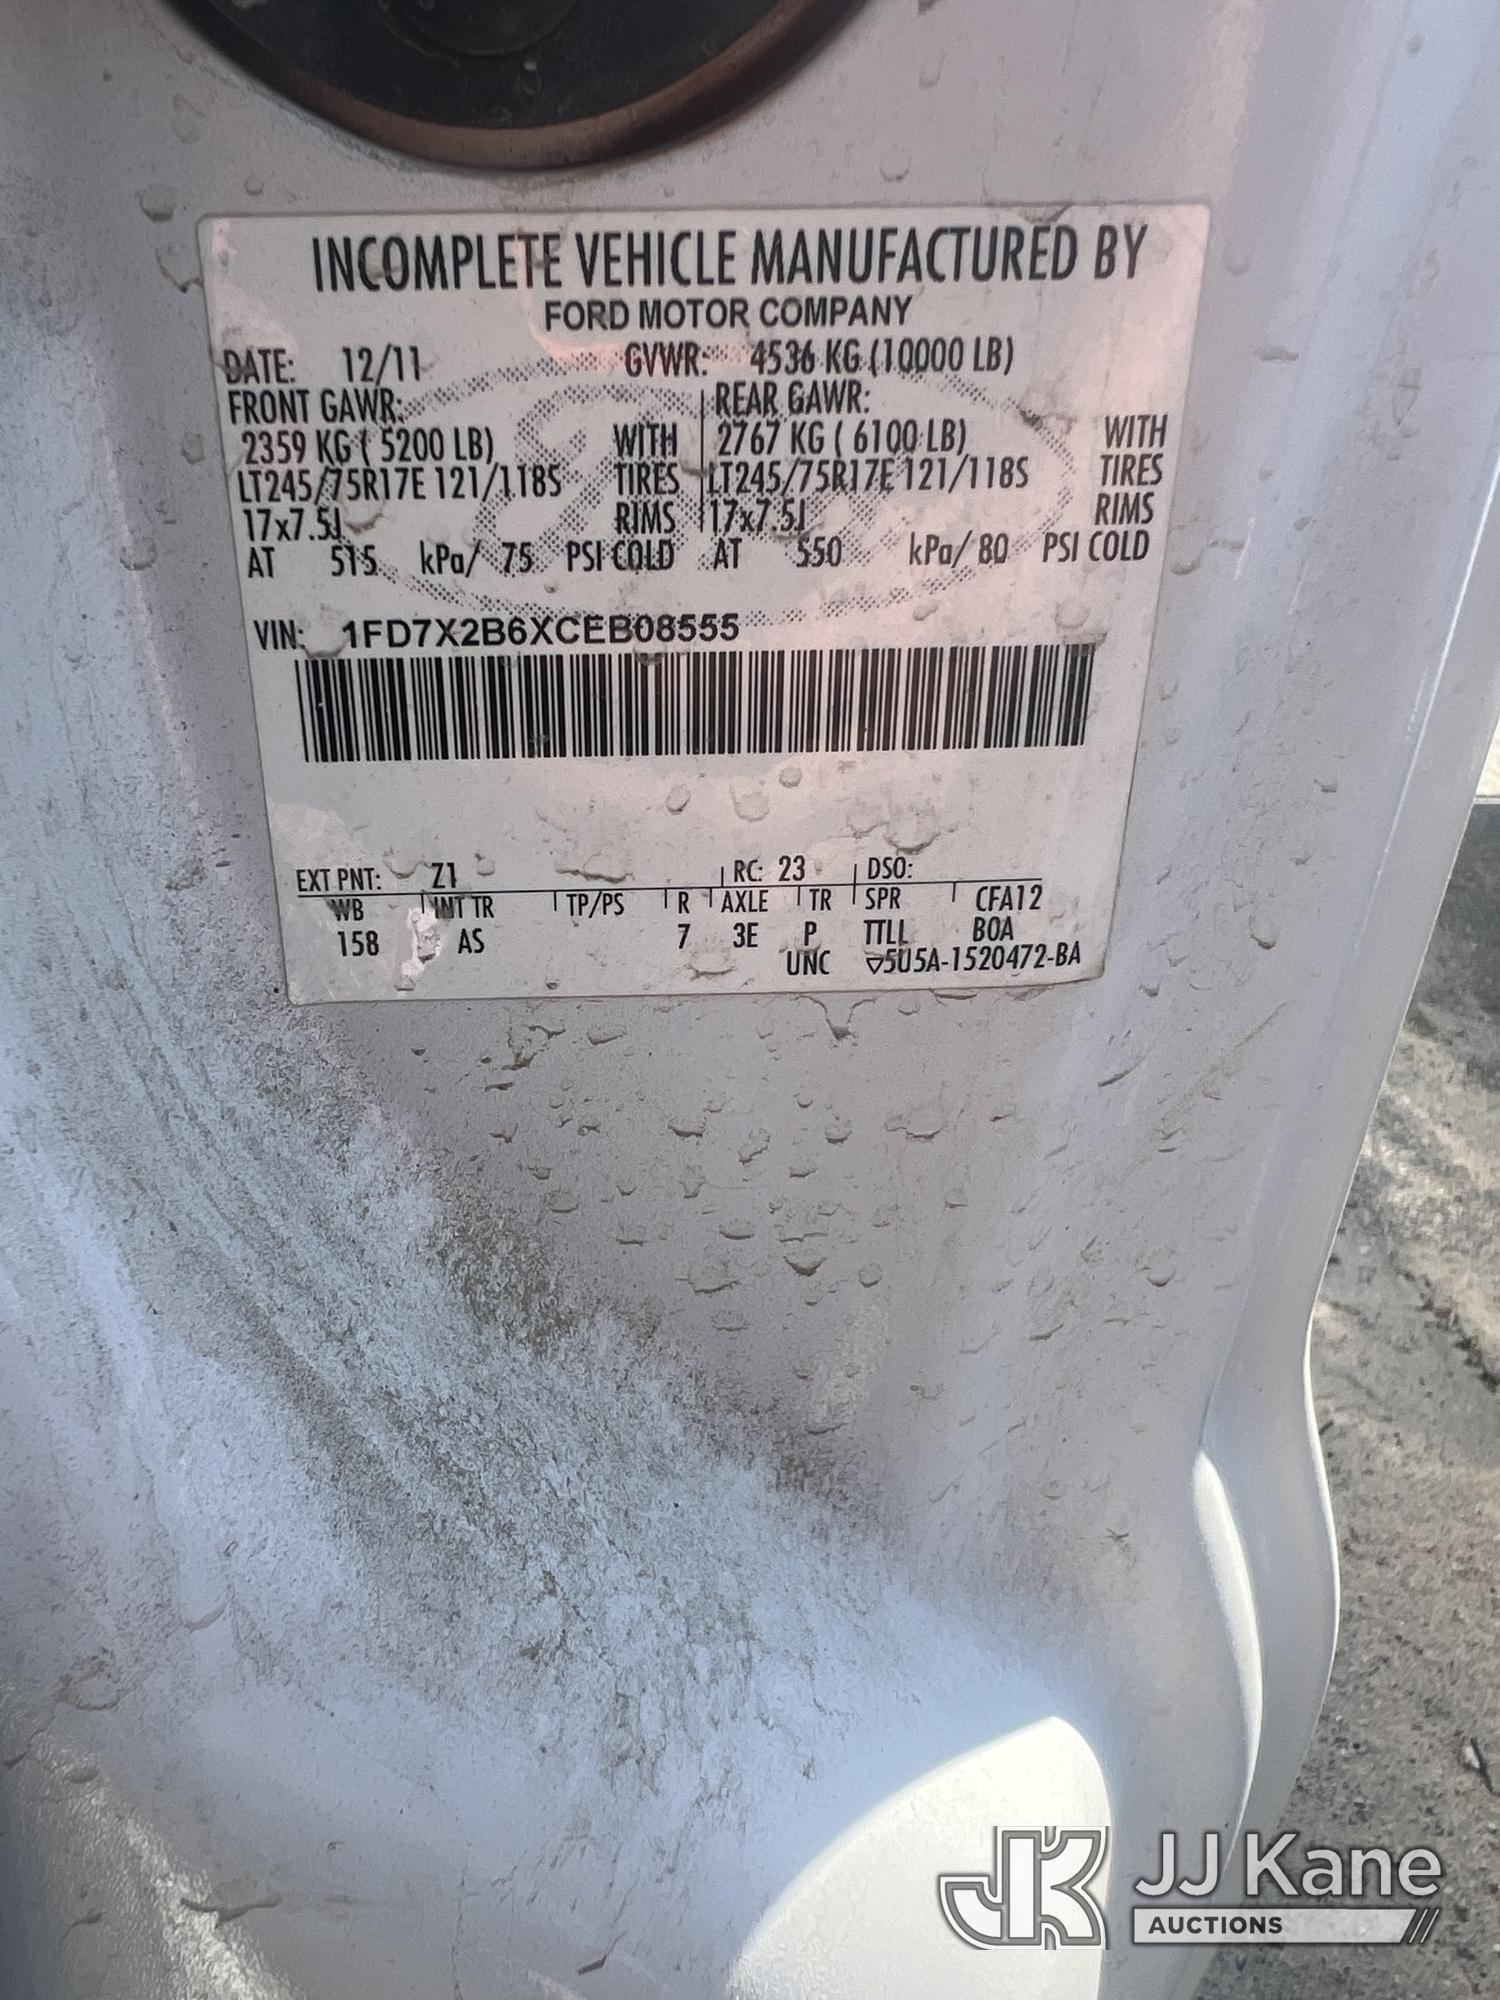 INCOMPLETE VEHICLE MANUFACTURED BY
FORD MOTOR COMPANY
DATE: 12/11 GVWR: 4536 KG (10000 LB)
FRONT GAWR: REAR GAWR:
2359 KG ( 5200 LB) WITH 2767 KG ( 6100 LB) WITH
LT245/75R17E 121/118S TIRES LT245/75R17E 121/118S TIRES
17x7.5J RIMS 17x7.5J RIMS
AT 515 kPa/ 75 PSI COLD AT 550 kPa/ 80 PSI COLD
VIN: 1FD7X2B6XCEB08555
EXT PNT: Z1 RC: 23 DSO:
WB INT TR TP/PS R AXLE TR SPR CFA12
158 AS 7 3E P TTLL BOA
UNC ▽5U5A-1520472-BA
JK JJ Kane
AUCTIONS